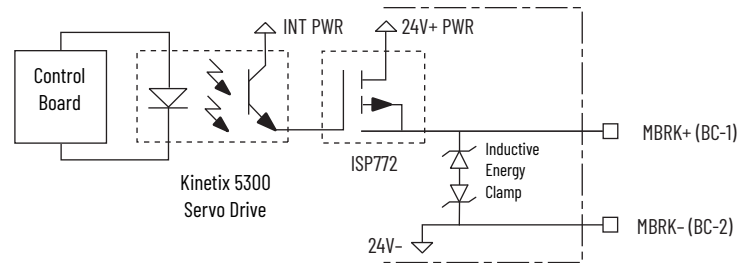 INT PWR
24V+ PWR
Control
Board
MBRK+ (BC-1)
Inductive
Energy
Clamp
ISP772
Kinetix 5300
Servo Drive
MBRK– (BC-2)
24V–